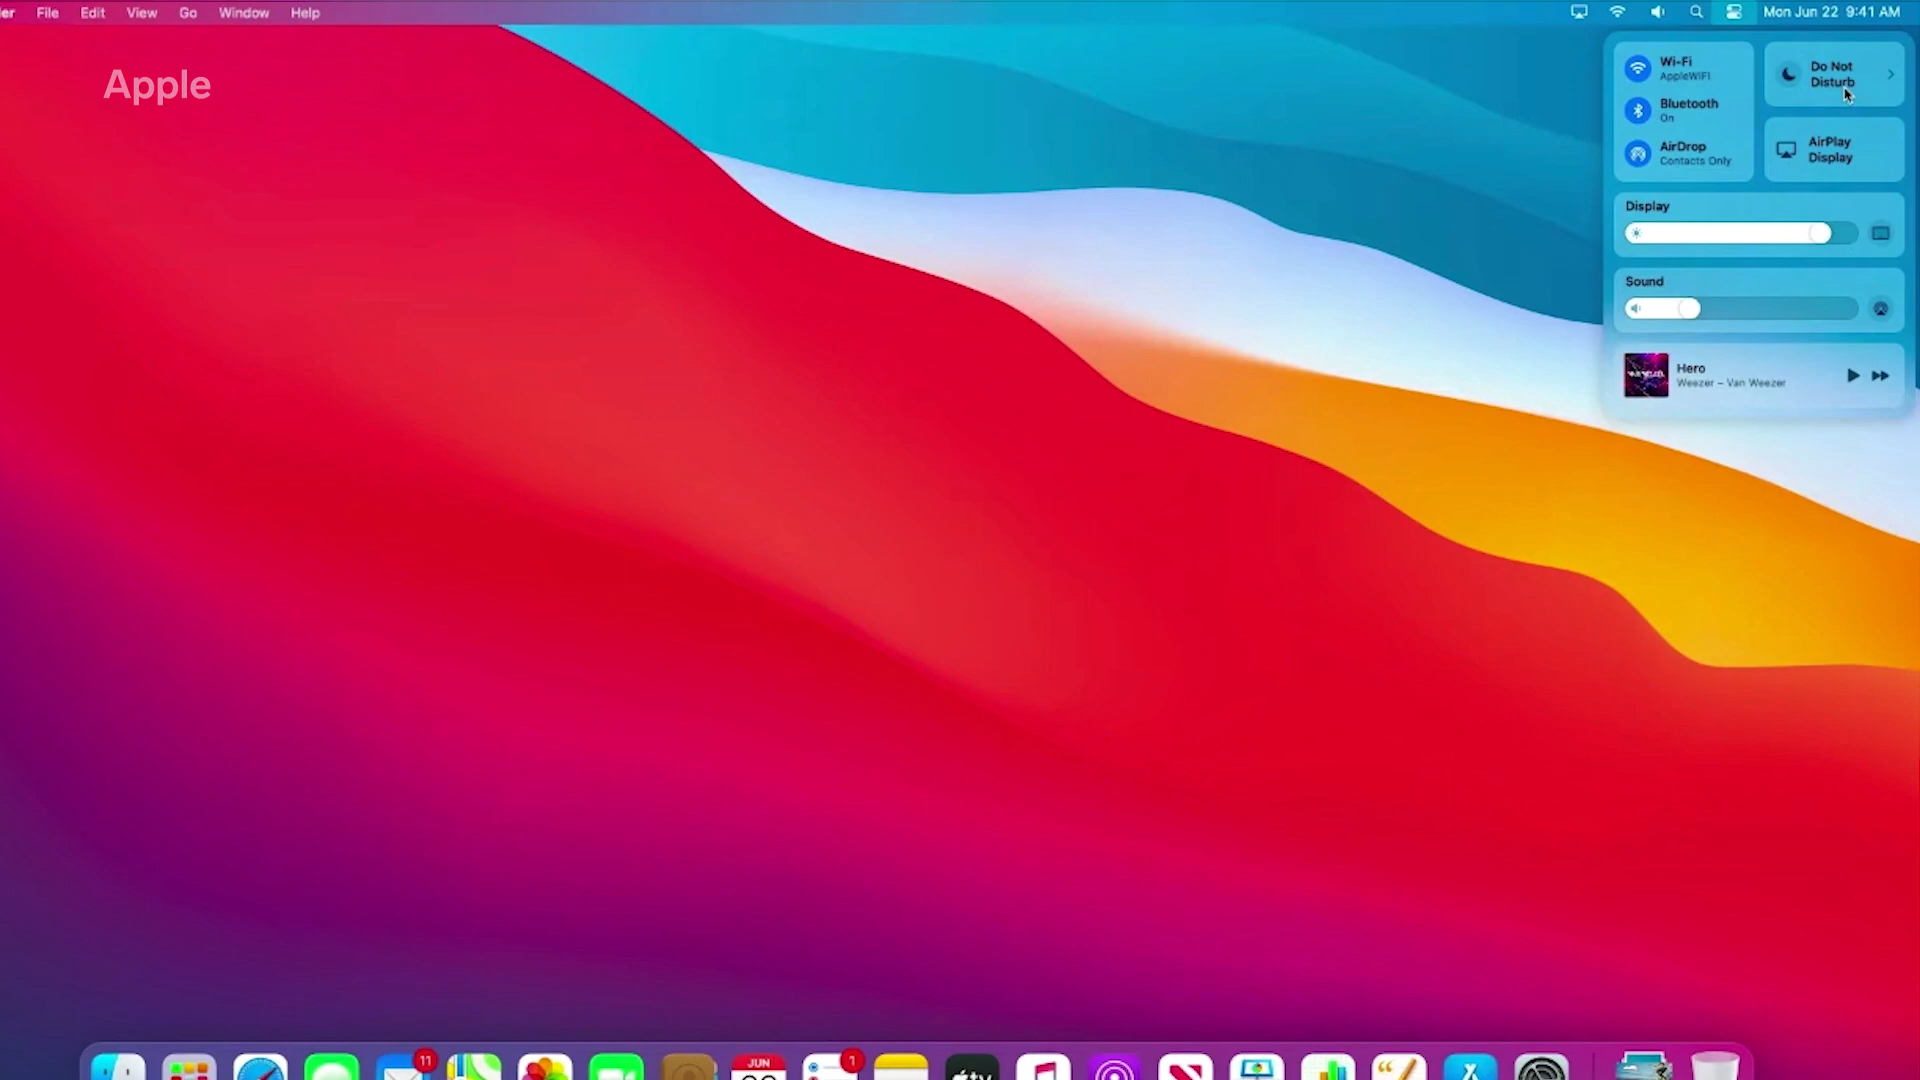 File Edit View Go Window Help
Mon Jun 22 9:41 AM
Apple
Wi-Fi
AppleWiFi
Bluetooth
On
AirDrop
Contacts Only
Do Not
Disturb
AirPlay
Display
Display
Sound
Hero
Weezer – Van Weezer
11
JUN
1
tv